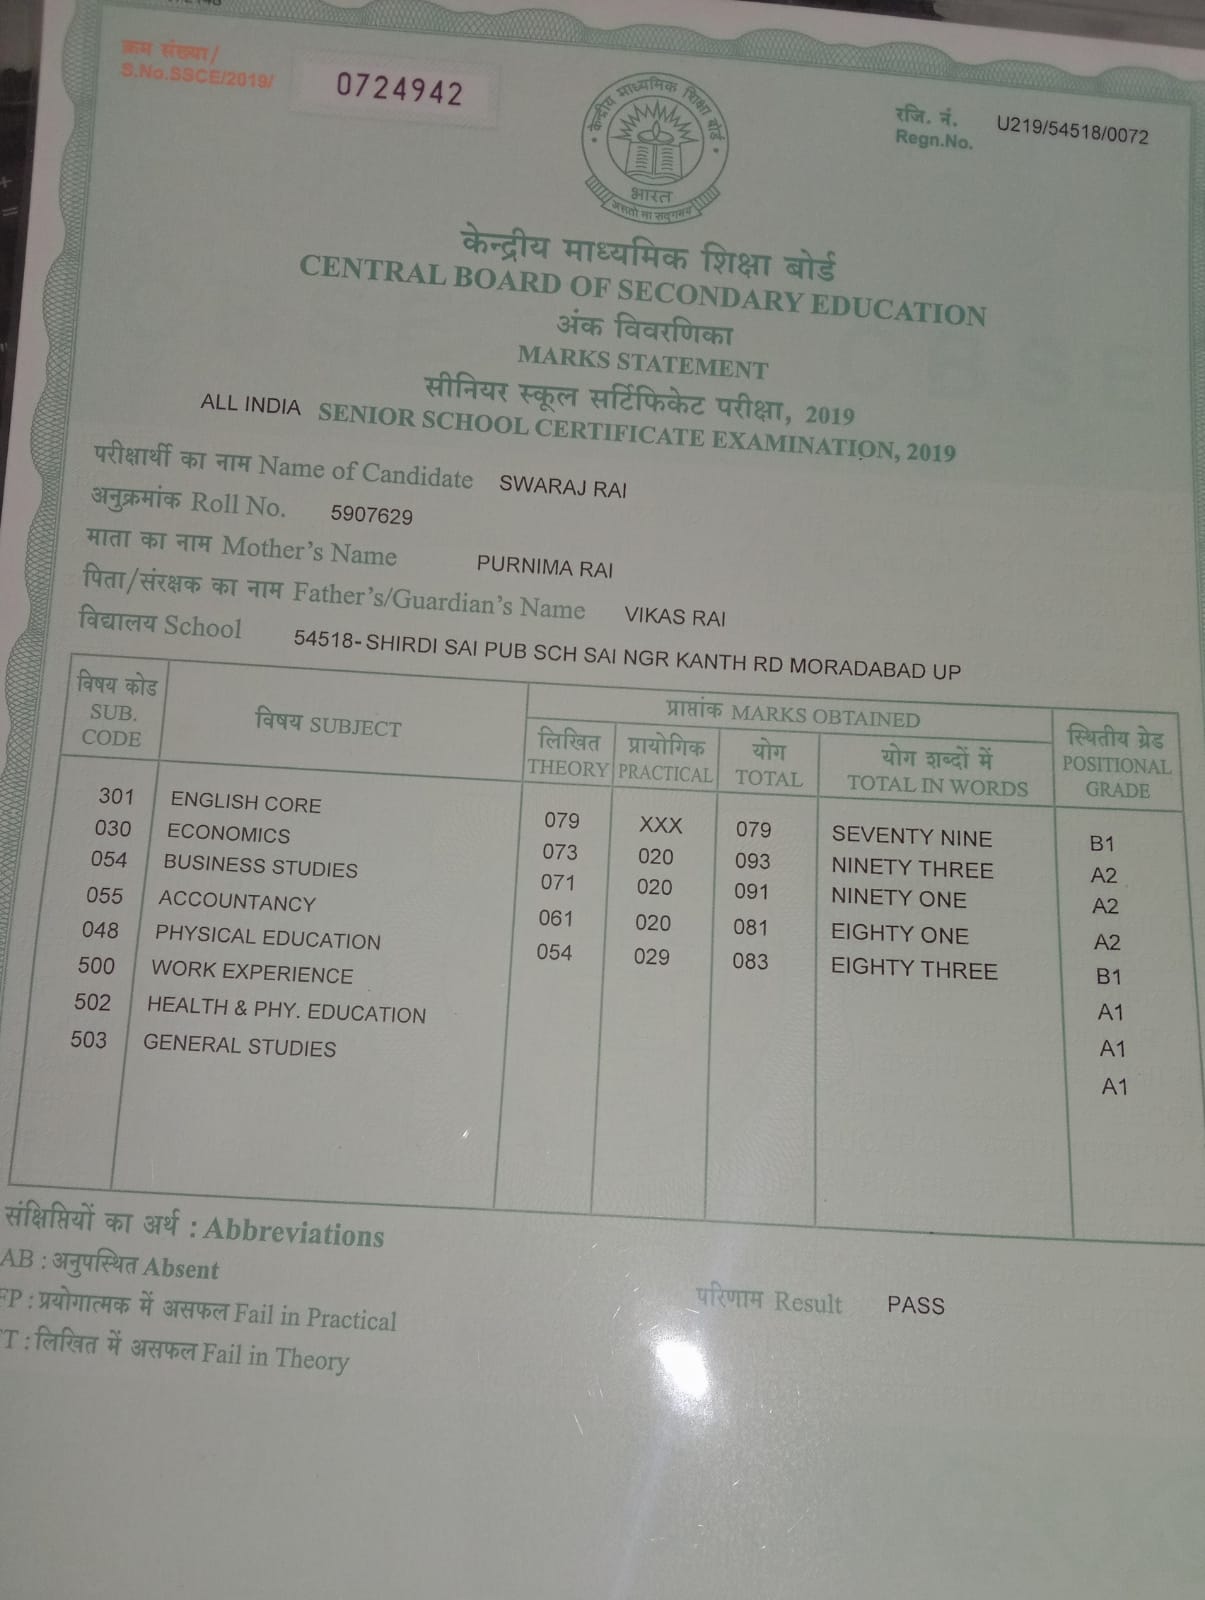 क्रम संख्या/
S.No.SSCE/2019/ 0724942
रजि. नं.
Regn.No. U219/54518/0072
केन्द्रीय माध्यमिक शिक्षा बोर्ड
भारत
असतो मा सद्गमय
केन्द्रीय माध्यमिक शिक्षा बोर्ड
CENTRAL BOARD OF SECONDARY EDUCATION
अंक विवरणिका
MARKS STATEMENT
सीनियर स्कूल सर्टिफिकेट परीक्षा, 2019
ALL INDIA SENIOR SCHOOL CERTIFICATE EXAMINATION, 2019
परीक्षार्थी का नाम Name of Candidate SWARAJ RAI
अनुक्रमांक Roll No. 5907629
माता का नाम Mother's Name PURNIMA RAI
पिता/संरक्षक का नाम Father's/Guardian's Name VIKAS RAI
विद्यालय School 54518- SHIRDI SAI PUB SCH SAI NGR KANTH RD MORADABAD UP
विषय कोड SUB. CODE विषय SUBJECT प्राप्तांक MARKS OBTAINED स्थितीय ग्रेड POSITIONAL GRADE
लिखित THEORY प्रायोगिक PRACTICAL योग TOTAL योग शब्दों में TOTAL IN WORDS
301 ENGLISH CORE 079 XXX 079 SEVENTY NINE B1
030 ECONOMICS 073 020 093 NINETY THREE A2
054 BUSINESS STUDIES 071 020 091 NINETY ONE A2
055 ACCOUNTANCY 061 020 081 EIGHTY ONE A2
048 PHYSICAL EDUCATION 054 029 083 EIGHTY THREE B1
500 WORK EXPERIENCE A1
502 HEALTH & PHY. EDUCATION A1
503 GENERAL STUDIES A1
संक्षिप्तियों का अर्थ : Abbreviations
AB : अनुपस्थित Absent
FP : प्रयोगात्मक में असफल Fail in Practical
FT : लिखित में असफल Fail in Theory
परिणाम Result PASS